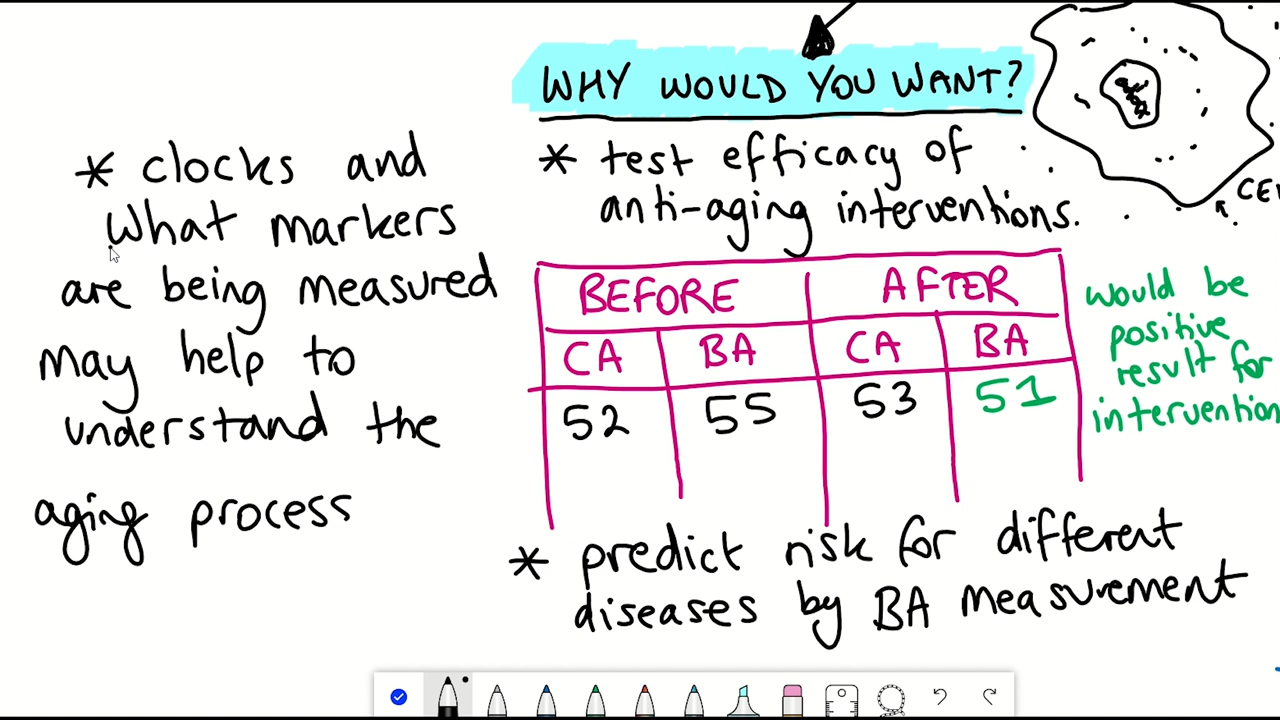 * clocks and
what markers
are being measured
may help to
understand the
aging process
WHY WOULD YOU WANT?
* test efficacy of
anti-aging interventions.
BEFORE AFTER
CA BA CA BA
52 55 53 51
would be
positive
result for
intervention
* predict risk for different
diseases by BA measurement